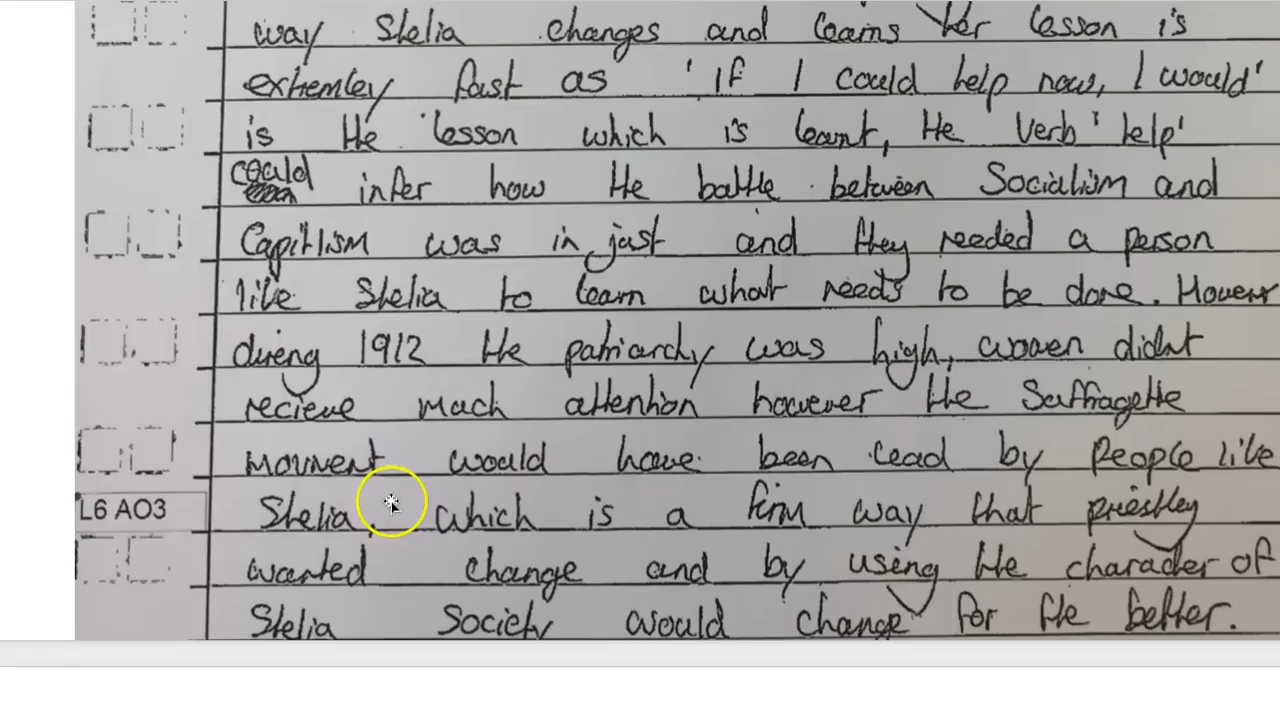 way Shelia changes and learns her lesson is
extremley fast as 'If I could help now, I would'
is the lesson which is learnt, the verb 'help'
could infer how the battle between Socialism and
Capitlism was injust and they needed a person
like Shelia to learn what needs to be done. However
direng 1912 the patriarchy was high, women didnt
recieve much attention however the Suffragette
movment would have been lead by people like
L6 AO3
Shelia, which is a firm way that priestley
wanted change and by using the character of
Shelia Society would change for the better.